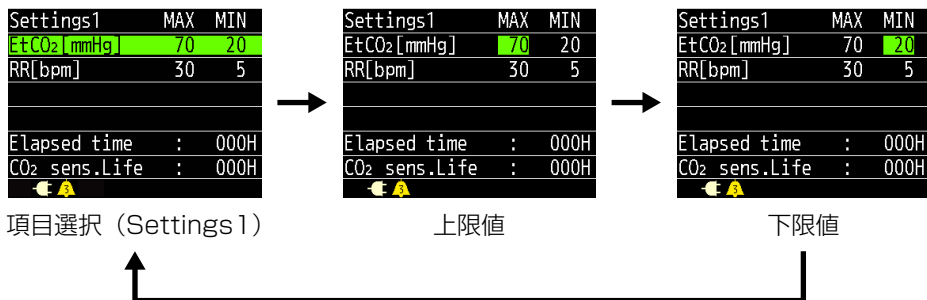 Settings1 MAX MIN
EtCO₂[mmHg] 70 20
RR[bpm] 30 5
Elapsed time : 000H
CO₂ sens.Life : 000H
3
項目選択（Settings1）
Settings1 MAX MIN
EtCO₂[mmHg] 70 20
RR[bpm] 30 5
Elapsed time : 000H
CO₂ sens.Life : 000H
3
上限値
Settings1 MAX MIN
EtCO₂[mmHg] 70 20
RR[bpm] 30 5
Elapsed time : 000H
CO₂ sens.Life : 000H
3
下限値